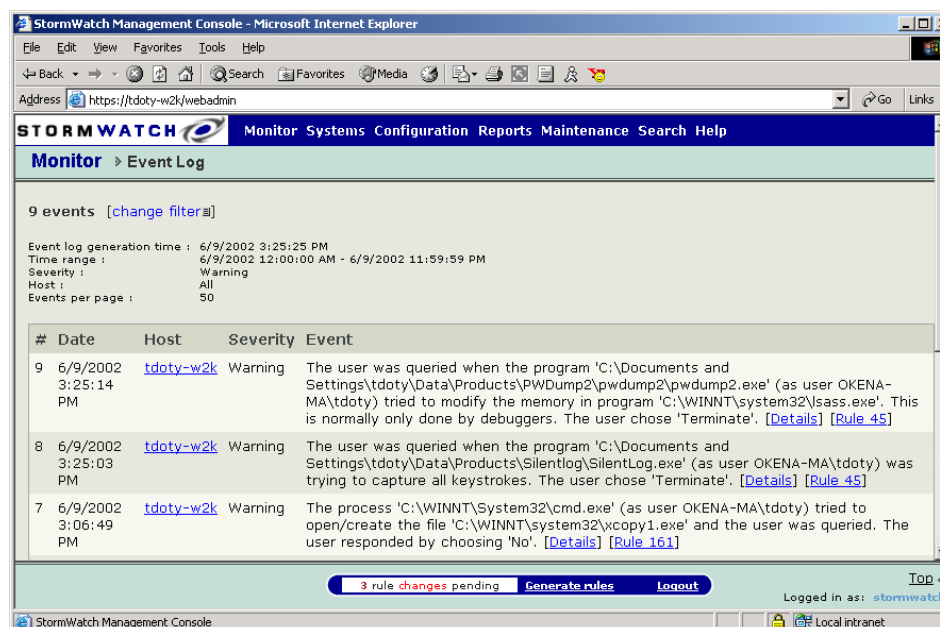 StormWatch Management Console - Microsoft Internet Explorer
File Edit View Favorites Tools Help
Back Search Favorites Media
Address https://tdoty-w2k/webadmin Go Links
STORMWATCH Monitor Systems Configuration Reports Maintenance Search Help
Monitor > Event Log
9 events [change filter]
Event log generation time : 6/9/2002 3:25:25 PM
Time range : 6/9/2002 12:00:00 AM - 6/9/2002 11:59:59 PM
Severity : Warning
Host : All
Events per page : 50
# Date Host Severity Event
9 6/9/2002 tdoty-w2k Warning The user was queried when the program 'C:\Documents and
3:25:14 Settings\tdoty\Data\Products\PWDump2\pwdump2\pwdump2.exe' (as user OKENA-
PM MA\tdoty) tried to modify the memory in program 'C:\WINNT\system32\lsass.exe'. This
is normally only done by debuggers. The user chose 'Terminate'. [Details] [Rule 45]
8 6/9/2002 tdoty-w2k Warning The user was queried when the program 'C:\Documents and
3:25:03 Settings\tdoty\Data\Products\Silentlog\SilentLog.exe' (as user OKENA-MA\tdoty) was
PM trying to capture all keystrokes. The user chose 'Terminate'. [Details] [Rule 45]
7 6/9/2002 tdoty-w2k Warning The process 'C:\WINNT\System32\cmd.exe' (as user OKENA-MA\tdoty) tried to
3:06:49 open/create the file 'C:\WINNT\system32\xcopy1.exe' and the user was queried. The
PM user responded by choosing 'No'. [Details] [Rule 161]
3 rule changes pending Generate rules Logout Top
Logged in as: stormwatch
StormWatch Management Console Local intranet